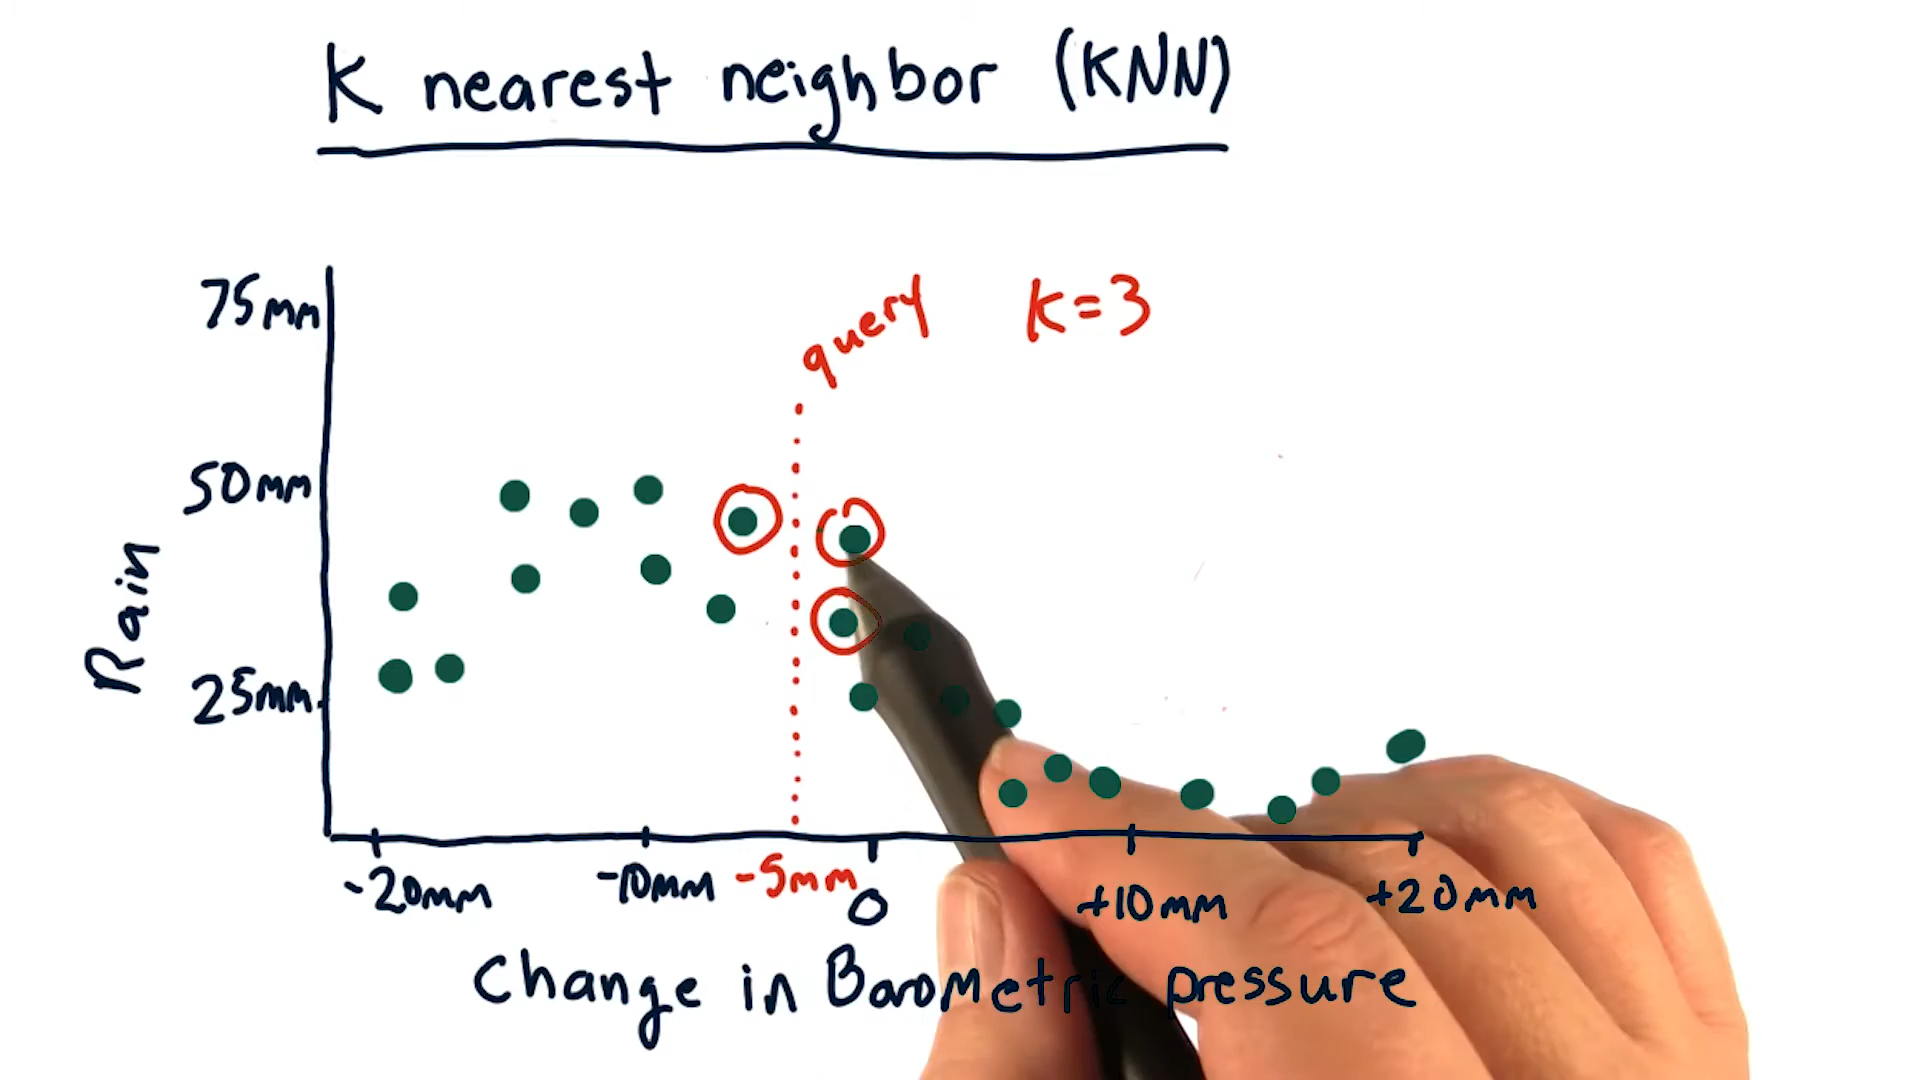 K nearest neighbor (KNN)
query
K=3
75mm
50mm
25mm
Rain
-20mm
-10mm
-5mm
0
+10mm
+20mm
Change in Barometric pressure